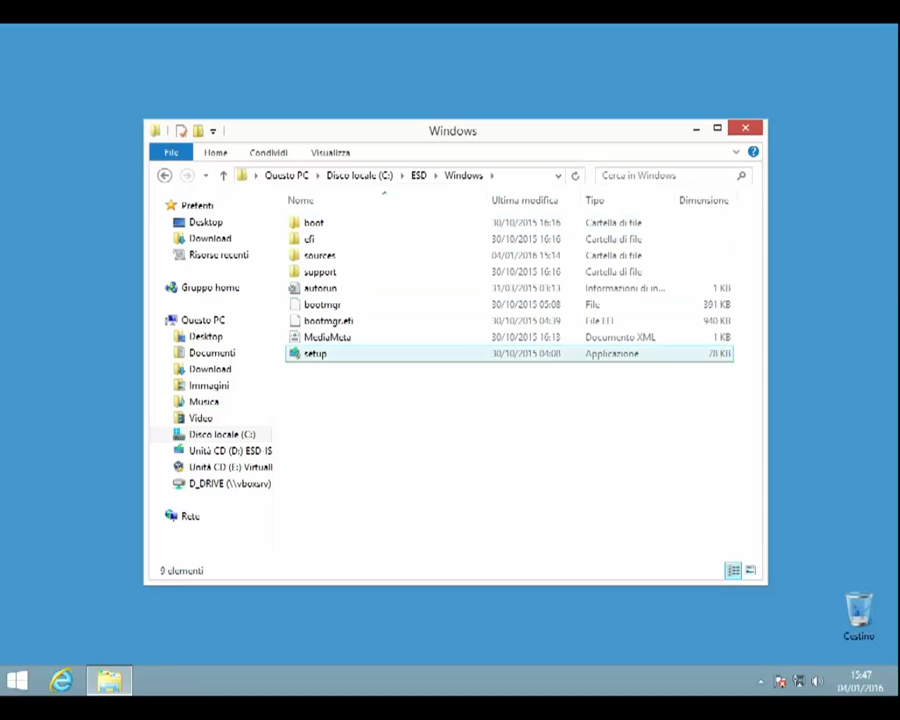 Windows
File Home Condividi Visualizza
Questo PC Disco locale (C:) ESD Windows Cerca in Windows
Nome Ultima modifica Tipo Dimensione
Preferiti
Desktop
Download
Risorse recenti
Gruppo home
Questo PC
Desktop
Documenti
Download
Immagini
Musica
Video
Disco locale (C:)
Unità CD (D:) ESD-IS
Unità CD (E:) Virtuall
D_DRIVE (\\vboxsrv)
Rete
boot 30/10/2015 16:16 Cartella di file
efi 30/10/2015 16:16 Cartella di file
sources 04/01/2016 15:14 Cartella di file
support 30/10/2015 16:16 Cartella di file
autorun 31/03/2015 03:13 Informazioni di in... 1 KB
bootmgr 30/10/2015 05:08 File 391 KB
bootmgr.efi 30/10/2015 04:39 File EFI 940 KB
MediaMeta 30/10/2015 16:13 Documento XML 1 KB
setup 30/10/2015 04:08 Applicazione 78 KB
9 elementi
Cestino
15:47
04/01/2016